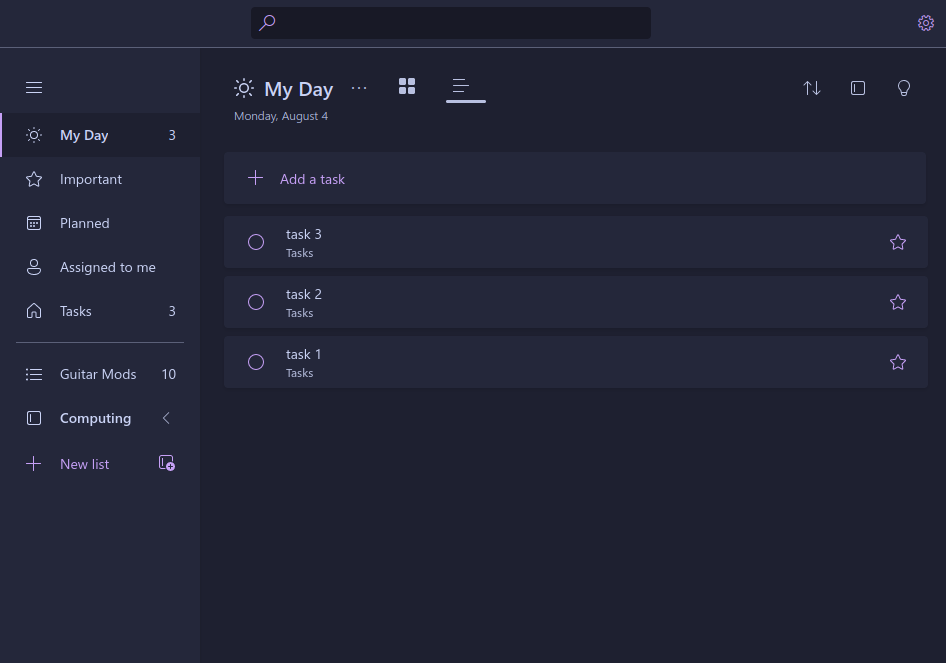 My Day
Monday, August 4
My Day 3
Important
Planned
Assigned to me
Tasks 3
Guitar Mods 10
Computing
New list
Add a task
task 3
Tasks
task 2
Tasks
task 1
Tasks